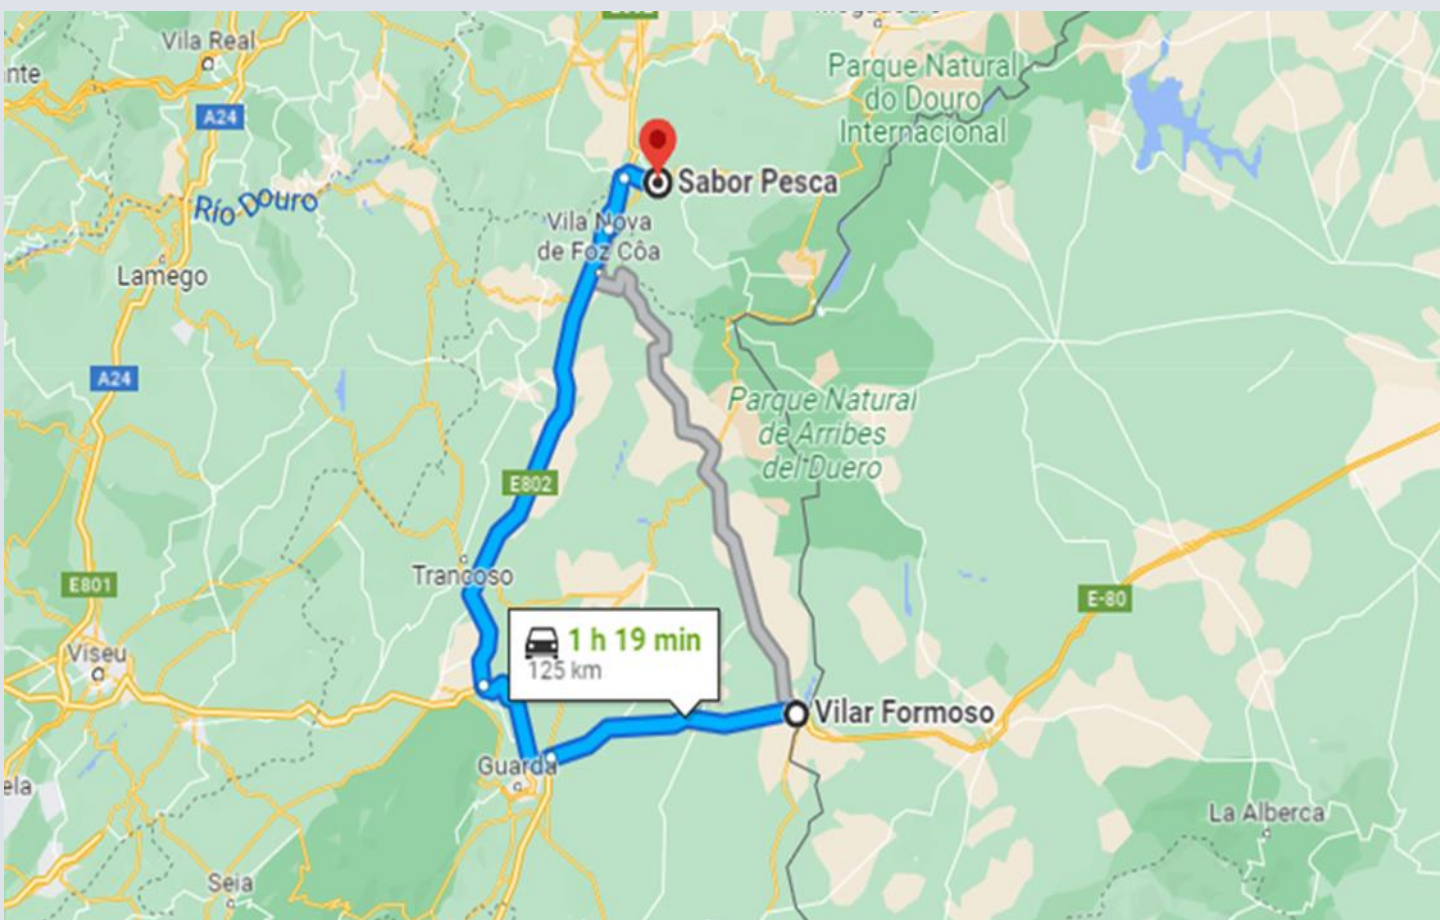 Vila Real
nte
A24
Parque Natural
do Douro
Internacional
Sabor Pesca
Río Douro
Vila Nova
de Foz Côa
Lamego
A24
Parque Natural
de Arribes
del Duero
E802
Trancoso
E801
E-80
1 h 19 min
125 km
Viseu
Vilar Formoso
Guarda
ela
La Alberca
Seia